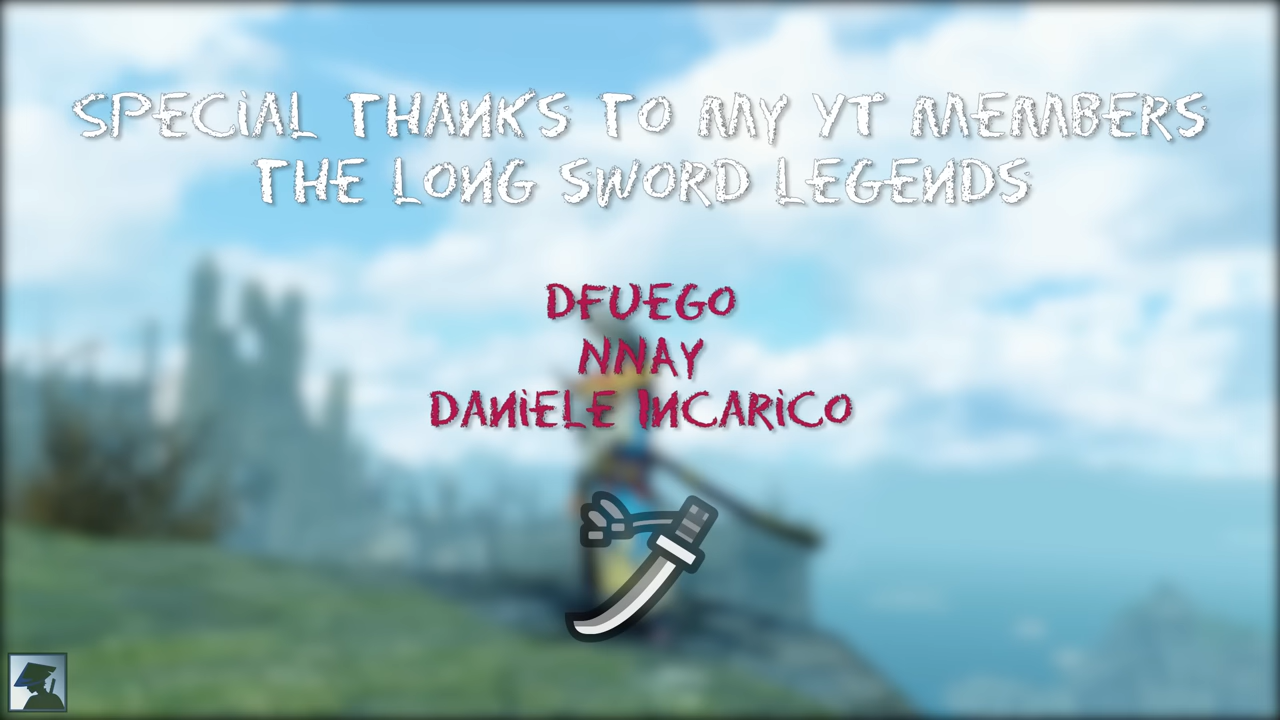 SPECIAL THANKS TO MY YT MEMBERS
THE LONG SWORD LEGENDS
DFUEGO
NNAY
DANIELE INCARICO